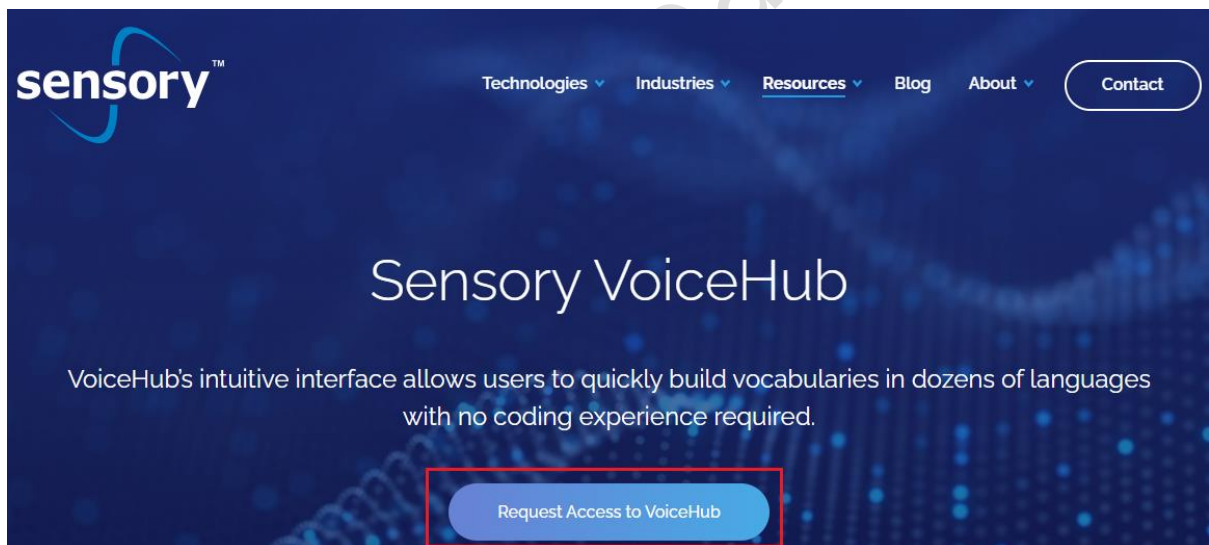 sensory™
Technologies Industries Resources Blog About Contact
Sensory VoiceHub
VoiceHub's intuitive interface allows users to quickly build vocabularies in dozens of languages
with no coding experience required.
Request Access to VoiceHub